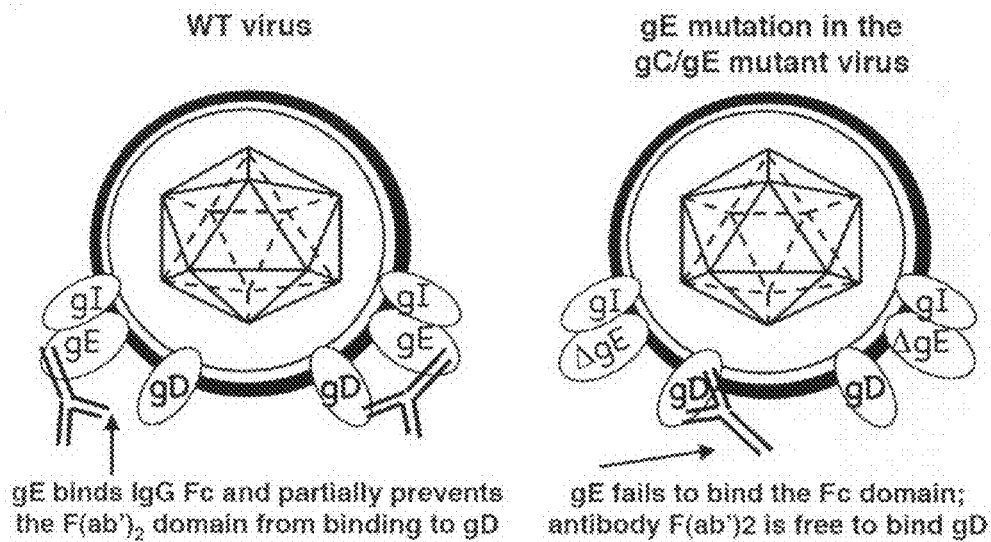 WT virus
gE mutation in the
gC/gE mutant virus
gI
gE
gD
gD
gI
gE
gI
ΔgE
gD
gD
gI
ΔgE
gE binds IgG Fc and partially prevents
the F(ab')₂ domain from binding to gD
gE fails to bind the Fc domain;
antibody F(ab')2 is free to bind gD